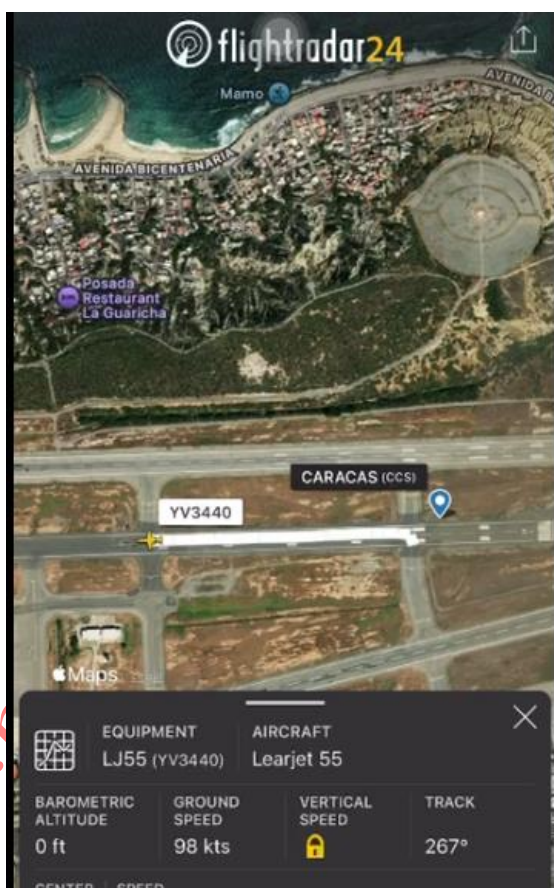 flightradar24
Mamo
AVENIDA BICENTENARIA
AVENIDA B
Posada
Restaurant
La Guaricha
CARACAS (CCS)
YV3440
Maps
EQUIPMENT
LJ55 (YV3440)
AIRCRAFT
Learjet 55
BAROMETRIC
ALTITUDE
0 ft
GROUND
SPEED
98 kts
VERTICAL
SPEED
TRACK
267°
SPEED